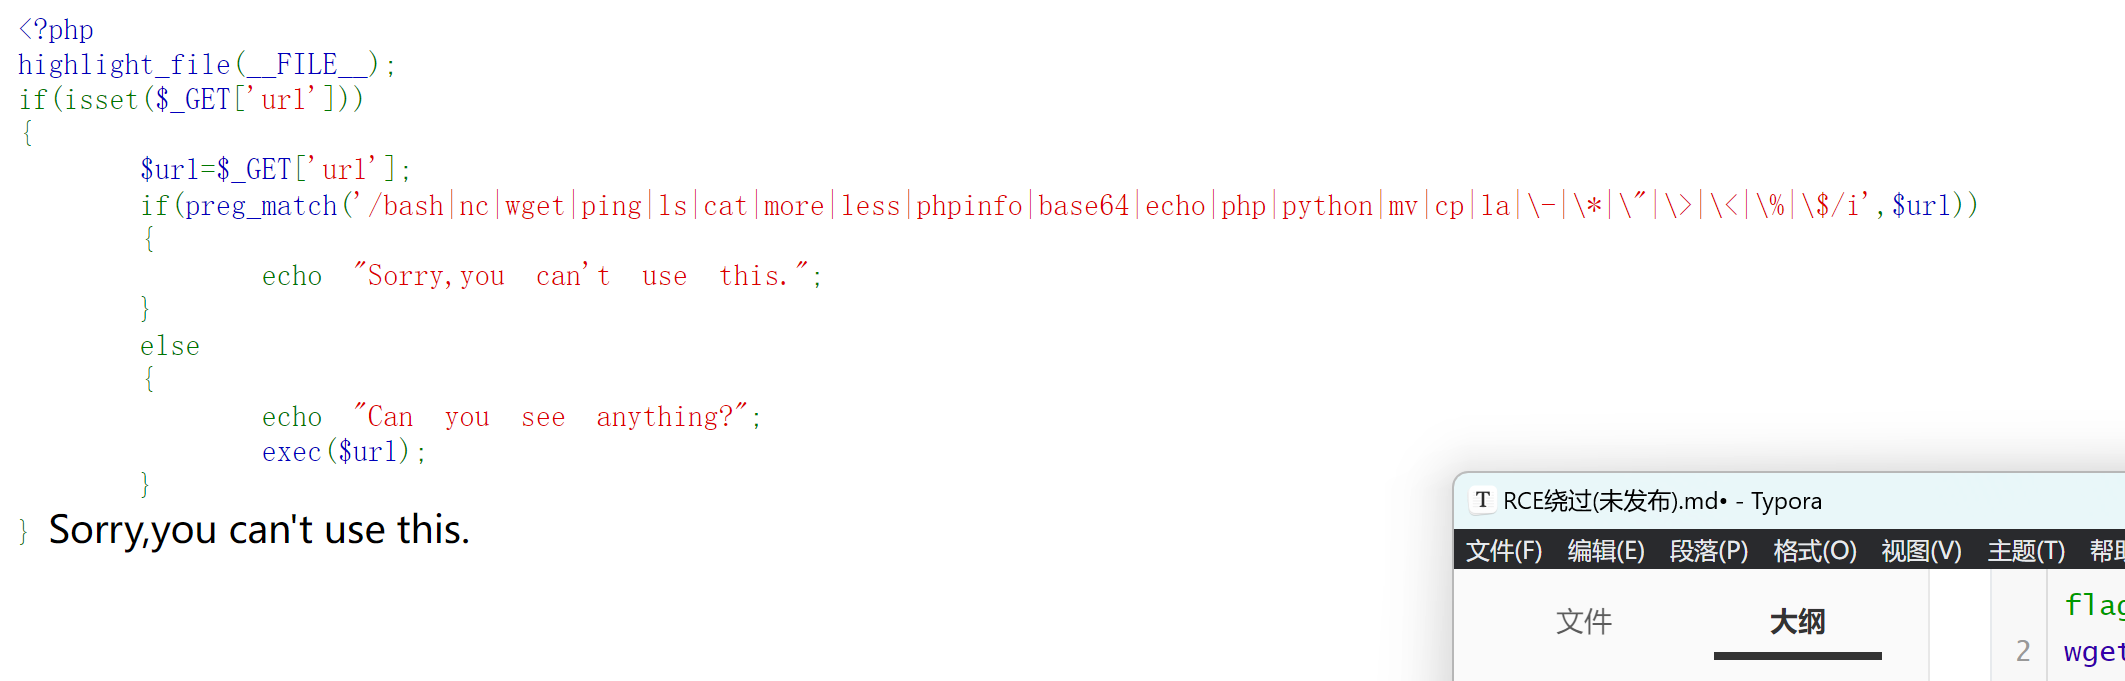 <?php
highlight_file(__FILE__);
if(isset($_GET['url']))
{
$url=$_GET['url'];
if(preg_match('/bash|nc|wget|ping|ls|cat|more|less|phpinfo|base64|echo|php|python|mv|cp|la|\-|\*|\"|\>|\<|\%|\$/i',$url))
{
echo "Sorry,you can't use this.";
}
else
{
echo "Can you see anything?";
exec($url);
}
} Sorry,you can't use this.
T RCE绕过(未发布).md• - Typora
文件(F) 编辑(E) 段落(P) 格式(O) 视图(V) 主题(T) 帮助
文件 大纲
flag
2 wget